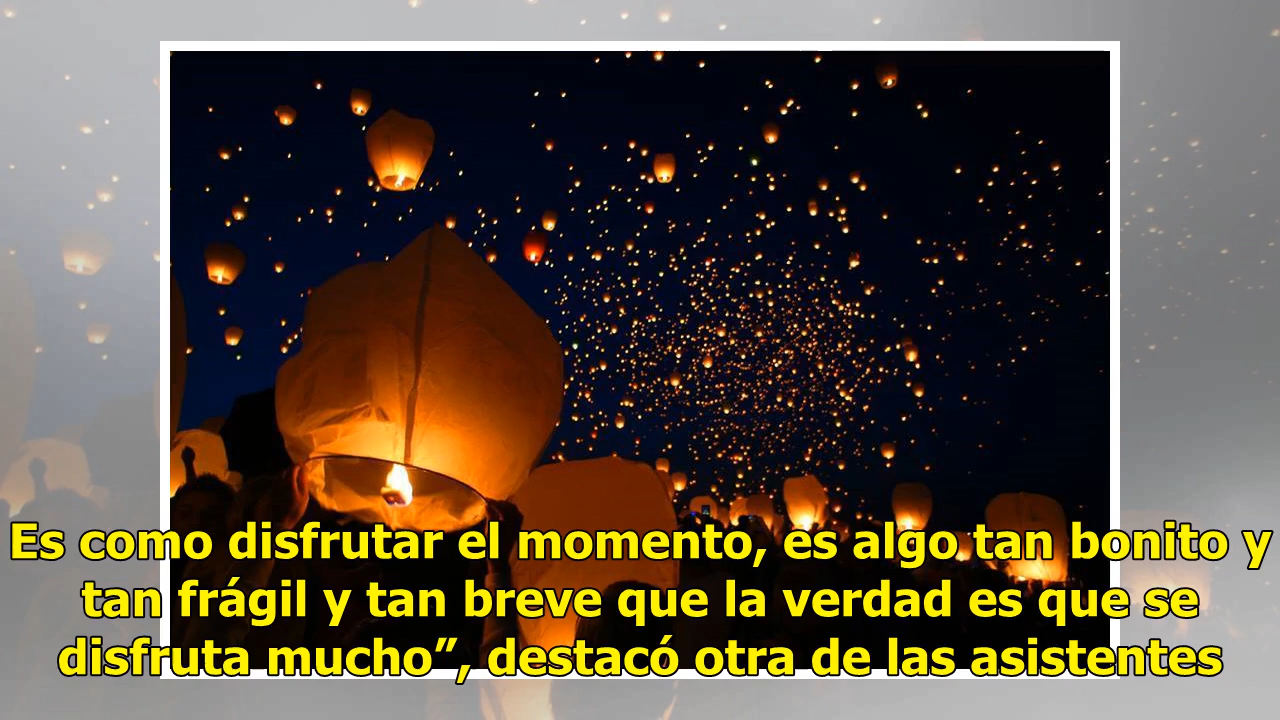 Es como disfrutar el momento, es algo tan bonito y
tan frágil y tan breve que la verdad es que se
disfruta mucho”, destacó otra de las asistentes